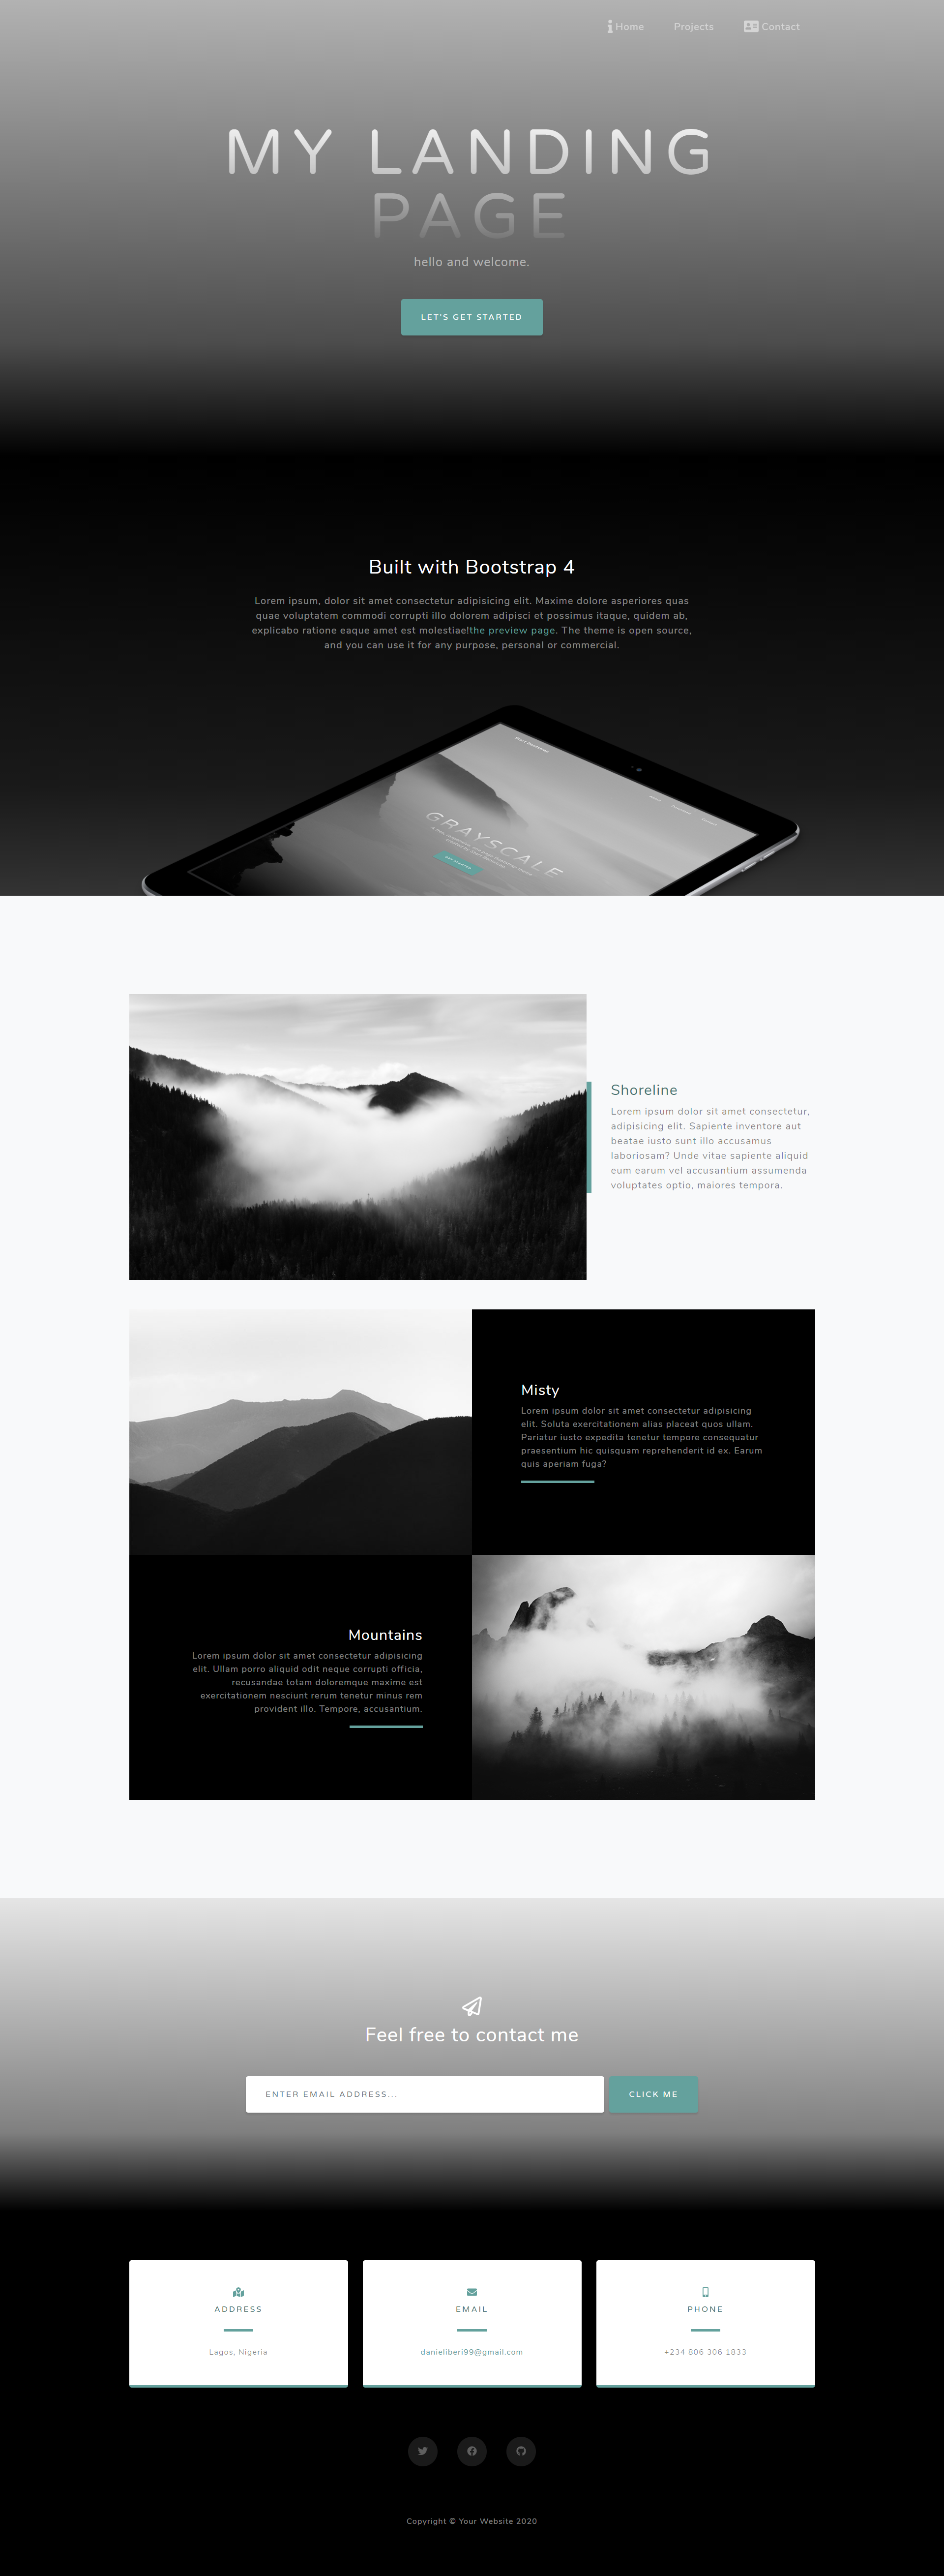 Home Projects Contact
MY LANDING
PAGE
hello and welcome.
LET'S GET STARTED
Built with Bootstrap 4
Lorem ipsum, dolor sit amet consectetur adipisicing elit. Maxime dolore asperiores quas
quae voluptatem commodi corrupti illo dolorem adipisci et possimus itaque, quidem ab,
explicabo ratione eaque amet est molestiae!the preview page. The theme is open source,
and you can use it for any purpose, personal or commercial.
Start Bootstrap
GRAYSCALE
GET STARTED
Shoreline
Lorem ipsum dolor sit amet consectetur,
adipisicing elit. Sapiente inventore aut
beatae iusto sunt illo accusamus
laboriosam? Unde vitae sapiente aliquid
eum earum vel accusantium assumenda
voluptates optio, maiores tempora.
Misty
Lorem ipsum dolor sit amet consectetur adipisicing
elit. Soluta exercitationem alias placeat quos ullam.
Pariatur iusto expedita tenetur tempore consequatur
praesentium hic quisquam reprehenderit id ex. Earum
quis aperiam fuga?
Mountains
Lorem ipsum dolor sit amet consectetur adipisicing
elit. Ullam porro aliquid odit neque corrupti officia,
recusandae totam doloremque maxime est
exercitationem nesciunt rerum tenetur minus rem
provident illo. Tempore, accusantium.
Feel free to contact me
ENTER EMAIL ADDRESS...
CLICK ME
ADDRESS
Lagos, Nigeria
EMAIL
danieliberi99@gmail.com
PHONE
+234 806 306 1833
Copyright © Your Website 2020